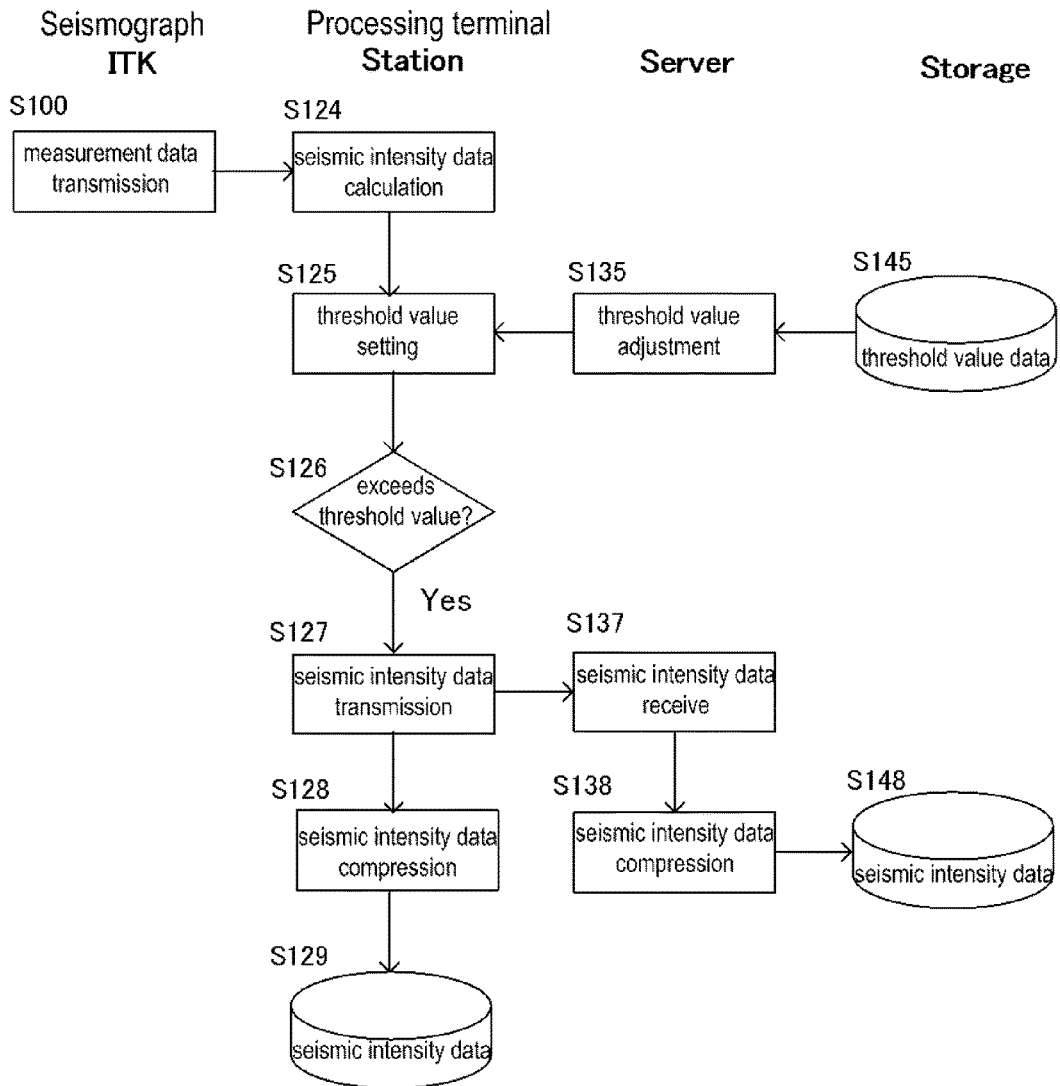 Seismograph
ITK
Processing terminal
Station
Server
Storage
S100
measurement data
transmission
S124
seismic intensity data
calculation
S125
threshold value
setting
S135
threshold value
adjustment
S145
threshold value data
S126
exceeds
threshold value?
Yes
S127
seismic intensity data
transmission
S137
seismic intensity data
receive
S128
seismic intensity data
compression
S138
seismic intensity data
compression
S148
seismic intensity data
S129
seismic intensity data